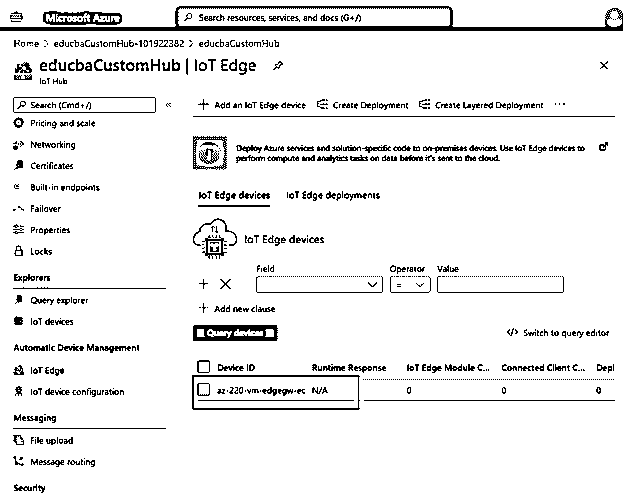 Microsoft Azure
Search resources, services, and docs (G+/)
Home > educbaCustomHub-101922382 > educbaCustomHub
educbaCustomHub | IoT Edge
IoT Hub
Search (Cmd+/)
«
Pricing and scale
Networking
Certificates
Built-in endpoints
Failover
Properties
Locks
Explorers
Query explorer
IoT devices
Automatic Device Management
IoT Edge
IoT device configuration
Messaging
File upload
Message routing
Security
+ Add an IoT Edge device Create Deployment Create Layered Deployment ...
Deploy Azure services and solution-specific code to on-premises devices. Use IoT Edge devices to
perform compute and analytics tasks on data before it's sent to the cloud.
IoT Edge devices IoT Edge deployments
IoT Edge devices
Field Operator Value
=
+ Add new clause
Query devices
</> Switch to query editor
Device ID Runtime Response IoT Edge Module C... Connected Client C... Depl
az-220-vm-edgegw-ec N/A 0 0 0